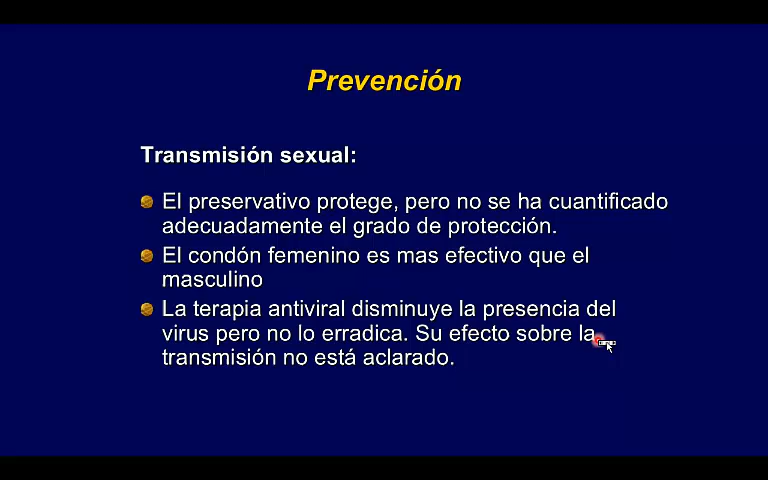 Prevención
Transmisión sexual:
El preservativo protege, pero no se ha cuantificado
adecuadamente el grado de protección.
El condón femenino es mas efectivo que el
masculino
La terapia antiviral disminuye la presencia del
virus pero no lo erradica. Su efecto sobre la
transmisión no está aclarado.